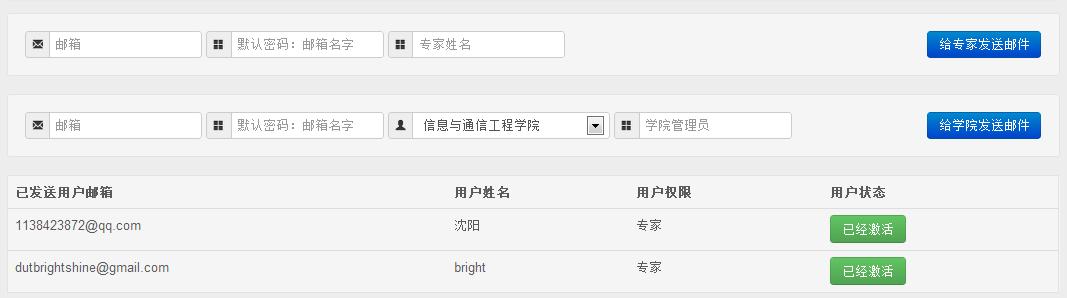 邮箱 默认密码：邮箱名字 专家姓名 给专家发送邮件
邮箱 默认密码：邮箱名字 信息与通信工程学院 学院管理员 给学院发送邮件
已发送用户邮箱 用户姓名 用户权限 用户状态
1138423872@qq.com 沈阳 专家 已经激活
dutbrightshine@gmail.com bright 专家 已经激活